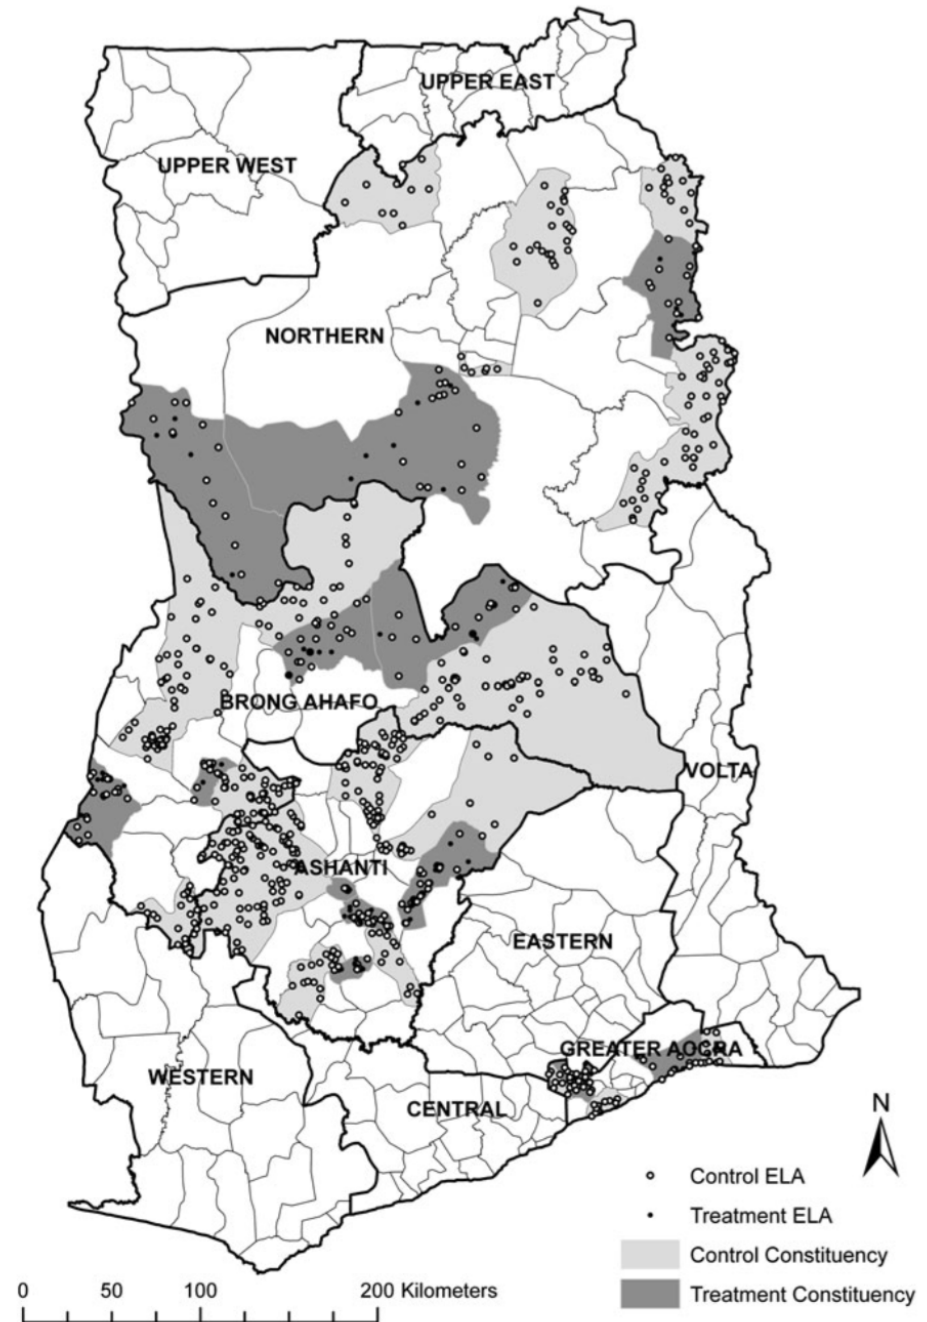 UPPER EAST
UPPER WEST
NORTHERN
BRONG AHAFO
VOLTA
ASHANTI
EASTERN
GREATER ACCRA
WESTERN
CENTRAL
N
Control ELA
Treatment ELA
Control Constituency
Treatment Constituency
0 50 100 200 Kilometers